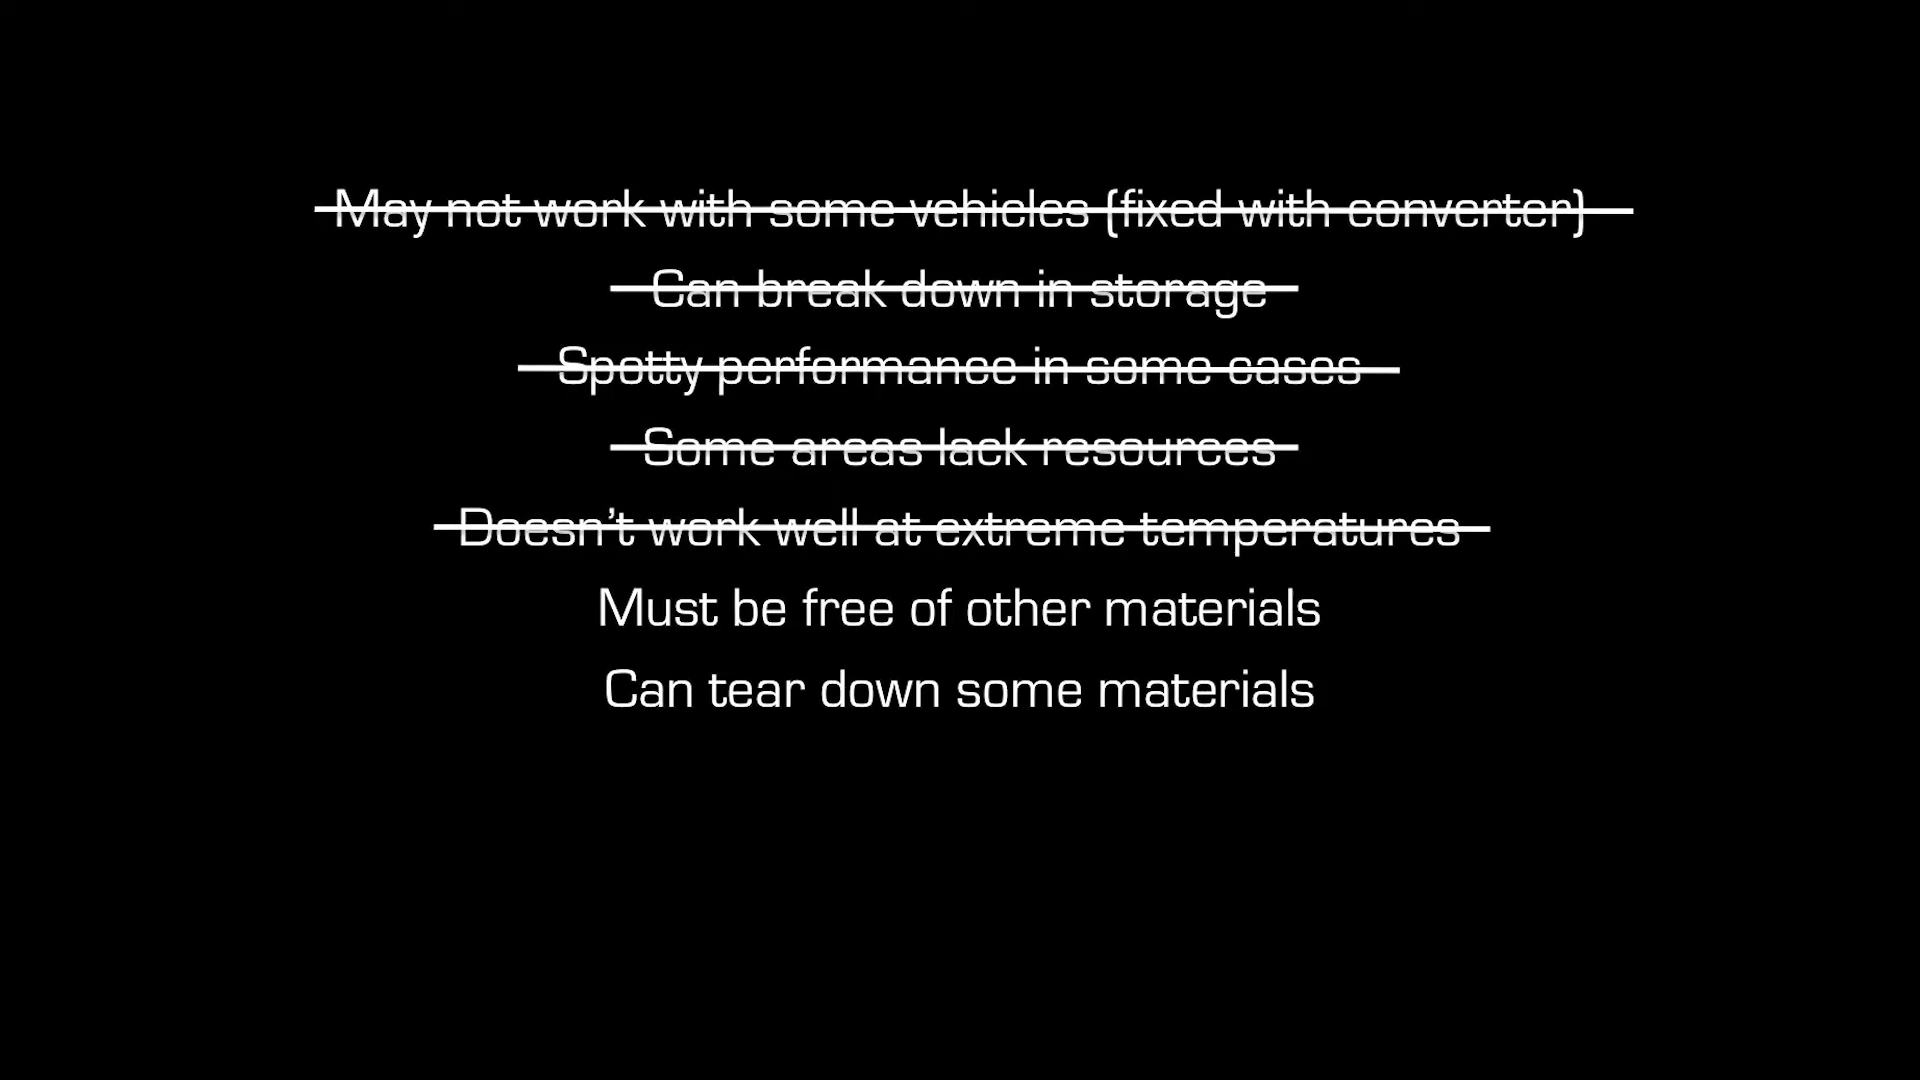 May not work with some vehicles (fixed with converter)
Can break down in storage
Spotty performance in some cases
Some areas lack resources
Doesn’t work well at extreme temperatures
Must be free of other materials
Can tear down some materials